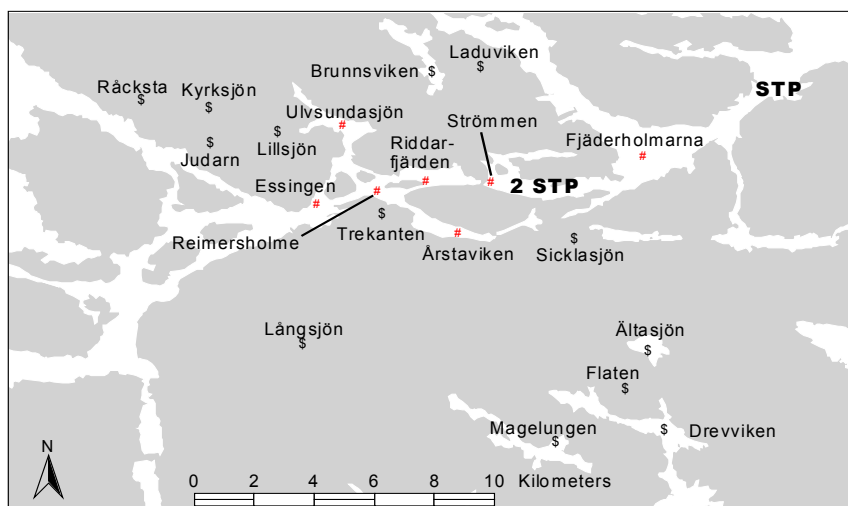 Laduviken
Brunnsviken
STP
Råcksta
Kyrksjön
$
$
$
$
Ulvsundasjön
#
Strömmen
$
$
Lillsjön
Judarn
Riddar-
fjärden
Fjäderholmarna
#
Essingen
#
#
#
2 STP
#
$
Reimersholme
Trekanten
#
Årstaviken
$
Sicklasjön
Långsjön
$
Ältasjön
$
Flaten
$
Magelungen
$
$
Drevviken
N
0 2 4 6 8 10 Kilometers